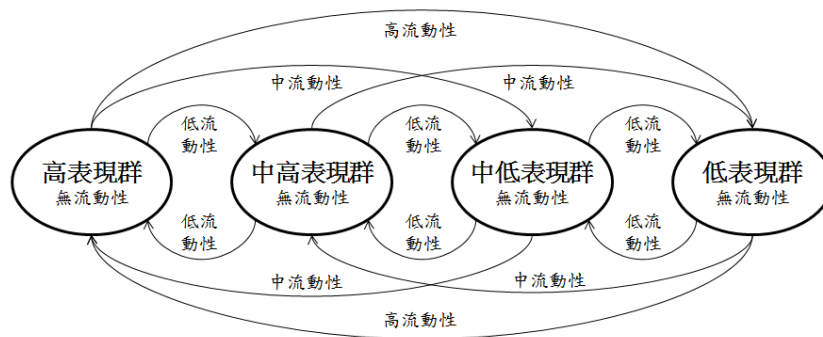 高流動性
中流動性
中流動性
低流
動性
低流
動性
低流
動性
高表現群
無流動性
中高表現群
無流動性
中低表現群
無流動性
低表現群
無流動性
低流
動性
低流
動性
低流
動性
中流動性
中流動性
高流動性